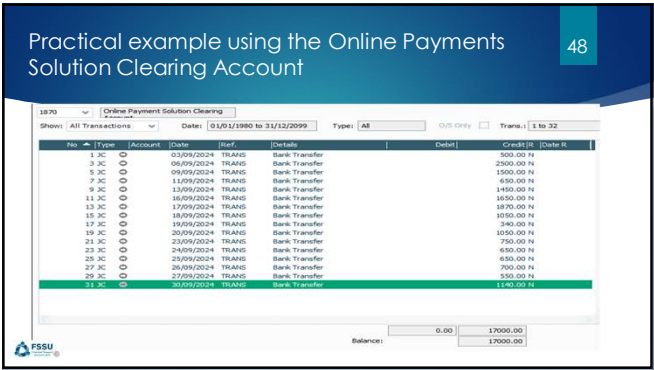 Practical example using the Online Payments
Solution Clearing Account
48
1870 Online Payment Solution Clearing
Account
Show: All Transactions Date: 01/01/1980 to 31/12/2099 Type: All O/S Only Trans.: 1 to 32
No Type Account Date Ref. Details Debit Credit R Date R
1 JC 03/09/2024 TRANS Bank Transfer 500.00 N
3 JC 06/09/2024 TRANS Bank Transfer 2500.00 N
5 JC 09/09/2024 TRANS Bank Transfer 1500.00 N
7 JC 11/09/2024 TRANS Bank Transfer 650.00 N
9 JC 13/09/2024 TRANS Bank Transfer 1450.00 N
11 JC 16/09/2024 TRANS Bank Transfer 1650.00 N
13 JC 17/09/2024 TRANS Bank Transfer 1870.00 N
15 JC 18/09/2024 TRANS Bank Transfer 1050.00 N
17 JC 19/09/2024 TRANS Bank Transfer 340.00 N
19 JC 20/09/2024 TRANS Bank Transfer 1050.00 N
21 JC 23/09/2024 TRANS Bank Transfer 750.00 N
23 JC 24/09/2024 TRANS Bank Transfer 650.00 N
25 JC 25/09/2024 TRANS Bank Transfer 650.00 N
27 JC 26/09/2024 TRANS Bank Transfer 700.00 N
29 JC 27/09/2024 TRANS Bank Transfer 550.00 N
31 JC 30/09/2024 TRANS Bank Transfer 1140.00 N
0.00 17000.00
Balance: 17000.00
FSSU